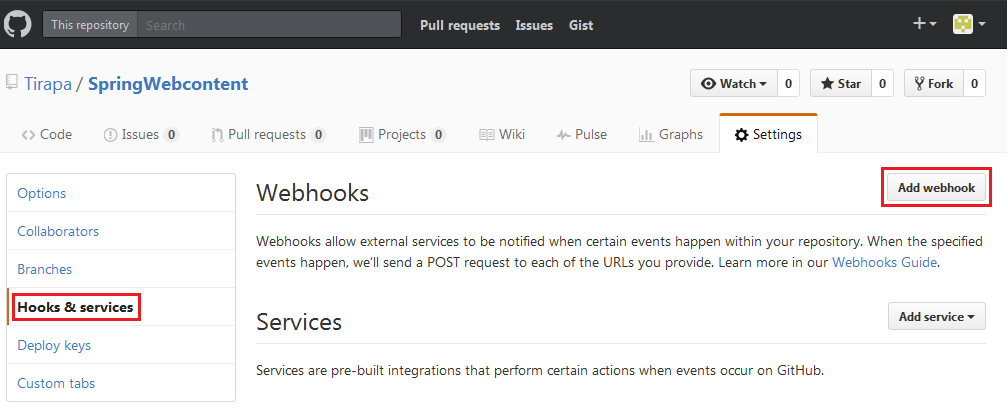 This repository Search Pull requests Issues Gist
Tirapa / SpringWebcontent Watch 0 Star 0 Fork 0
Code Issues 0 Pull requests 0 Projects 0 Wiki Pulse Graphs Settings
Options
Collaborators
Branches
Hooks & services
Deploy keys
Custom tabs
Webhooks Add webhook
Webhooks allow external services to be notified when certain events happen within your repository. When the specified
events happen, we'll send a POST request to each of the URLs you provide. Learn more in our Webhooks Guide.
Services Add service
Services are pre-built integrations that perform certain actions when events occur on GitHub.